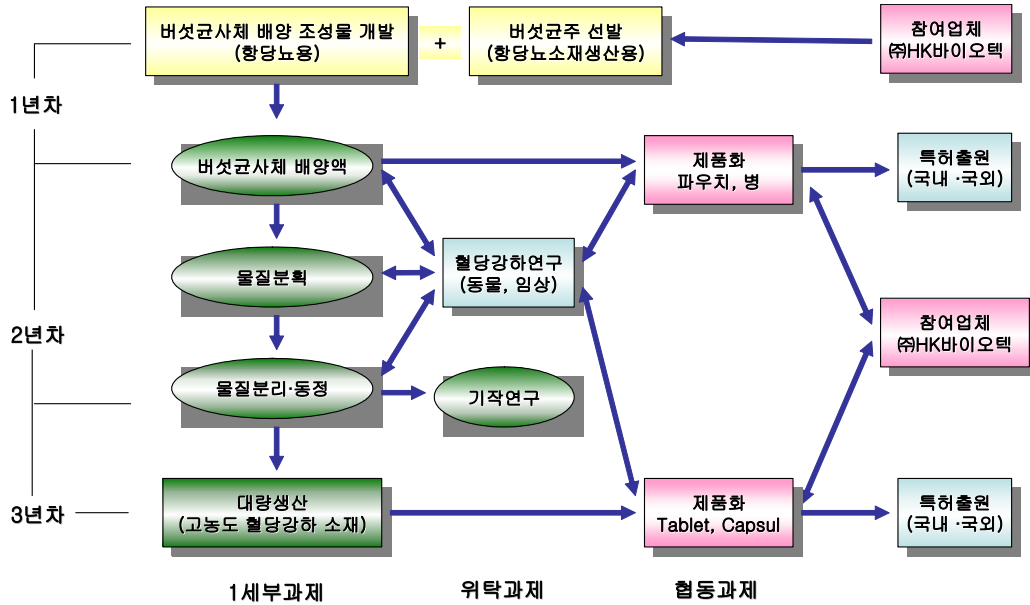 버섯균사체 배양 조성물 개발
(항당뇨용)
+
버섯균주 선발
(항당뇨소재생산용)
참여업체
㈜HK바이오텍
1년차
버섯균사체 배양액
제품화
파우치, 병
특허출원
(국내 ·국외)
물질분획
혈당강하연구
(동물, 임상)
참여업체
㈜HK바이오텍
2년차
물질분리·동정
기작연구
3년차
대량생산
(고농도 혈당강하 소재)
제품화
Tablet, Capsul
특허출원
(국내 ·국외)
1세부과제
위탁과제
협동과제